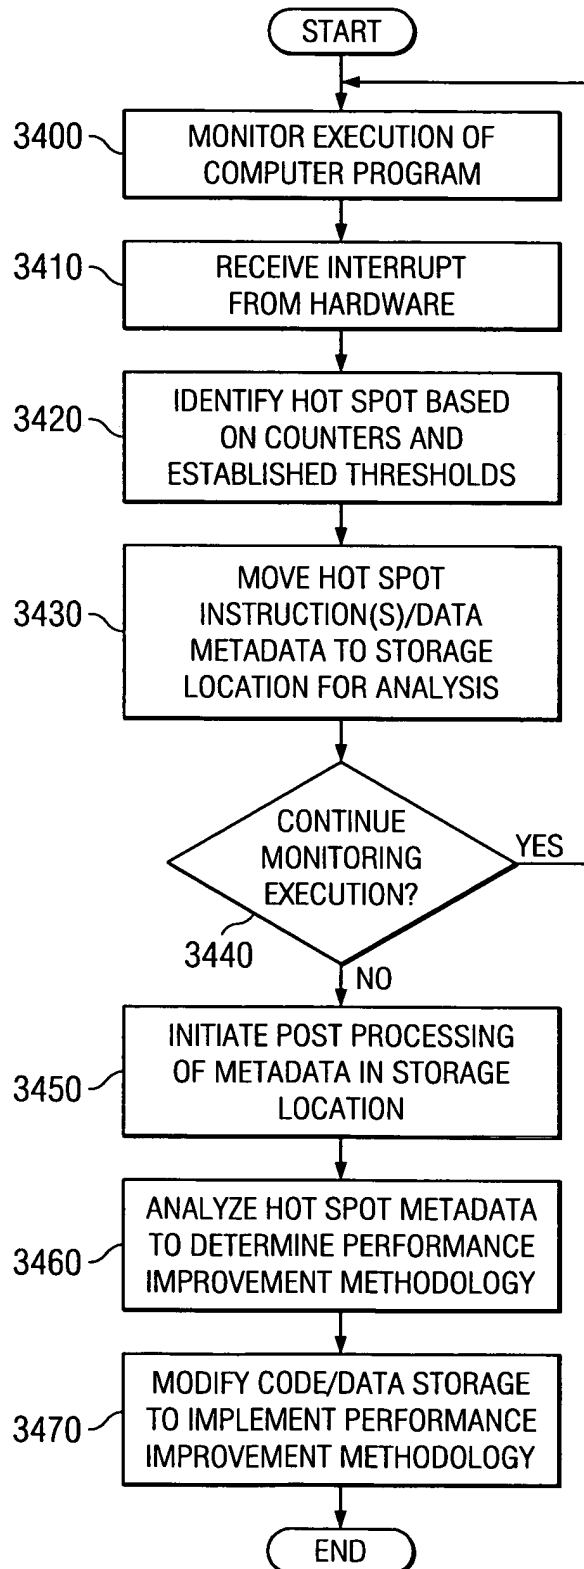 START
3400
MONITOR EXECUTION OF
COMPUTER PROGRAM
3410
RECEIVE INTERRUPT
FROM HARDWARE
3420
IDENTIFY HOT SPOT BASED
ON COUNTERS AND
ESTABLISHED THRESHOLDS
3430
MOVE HOT SPOT
INSTRUCTION(S)/DATA
METADATA TO STORAGE
LOCATION FOR ANALYSIS
CONTINUE
MONITORING
EXECUTION?
YES
3440
NO
3450
INITIATE POST PROCESSING
OF METADATA IN STORAGE
LOCATION
3460
ANALYZE HOT SPOT METADATA
TO DETERMINE PERFORMANCE
IMPROVEMENT METHODOLOGY
3470
MODIFY CODE/DATA STORAGE
TO IMPLEMENT PERFORMANCE
IMPROVEMENT METHODOLOGY
END